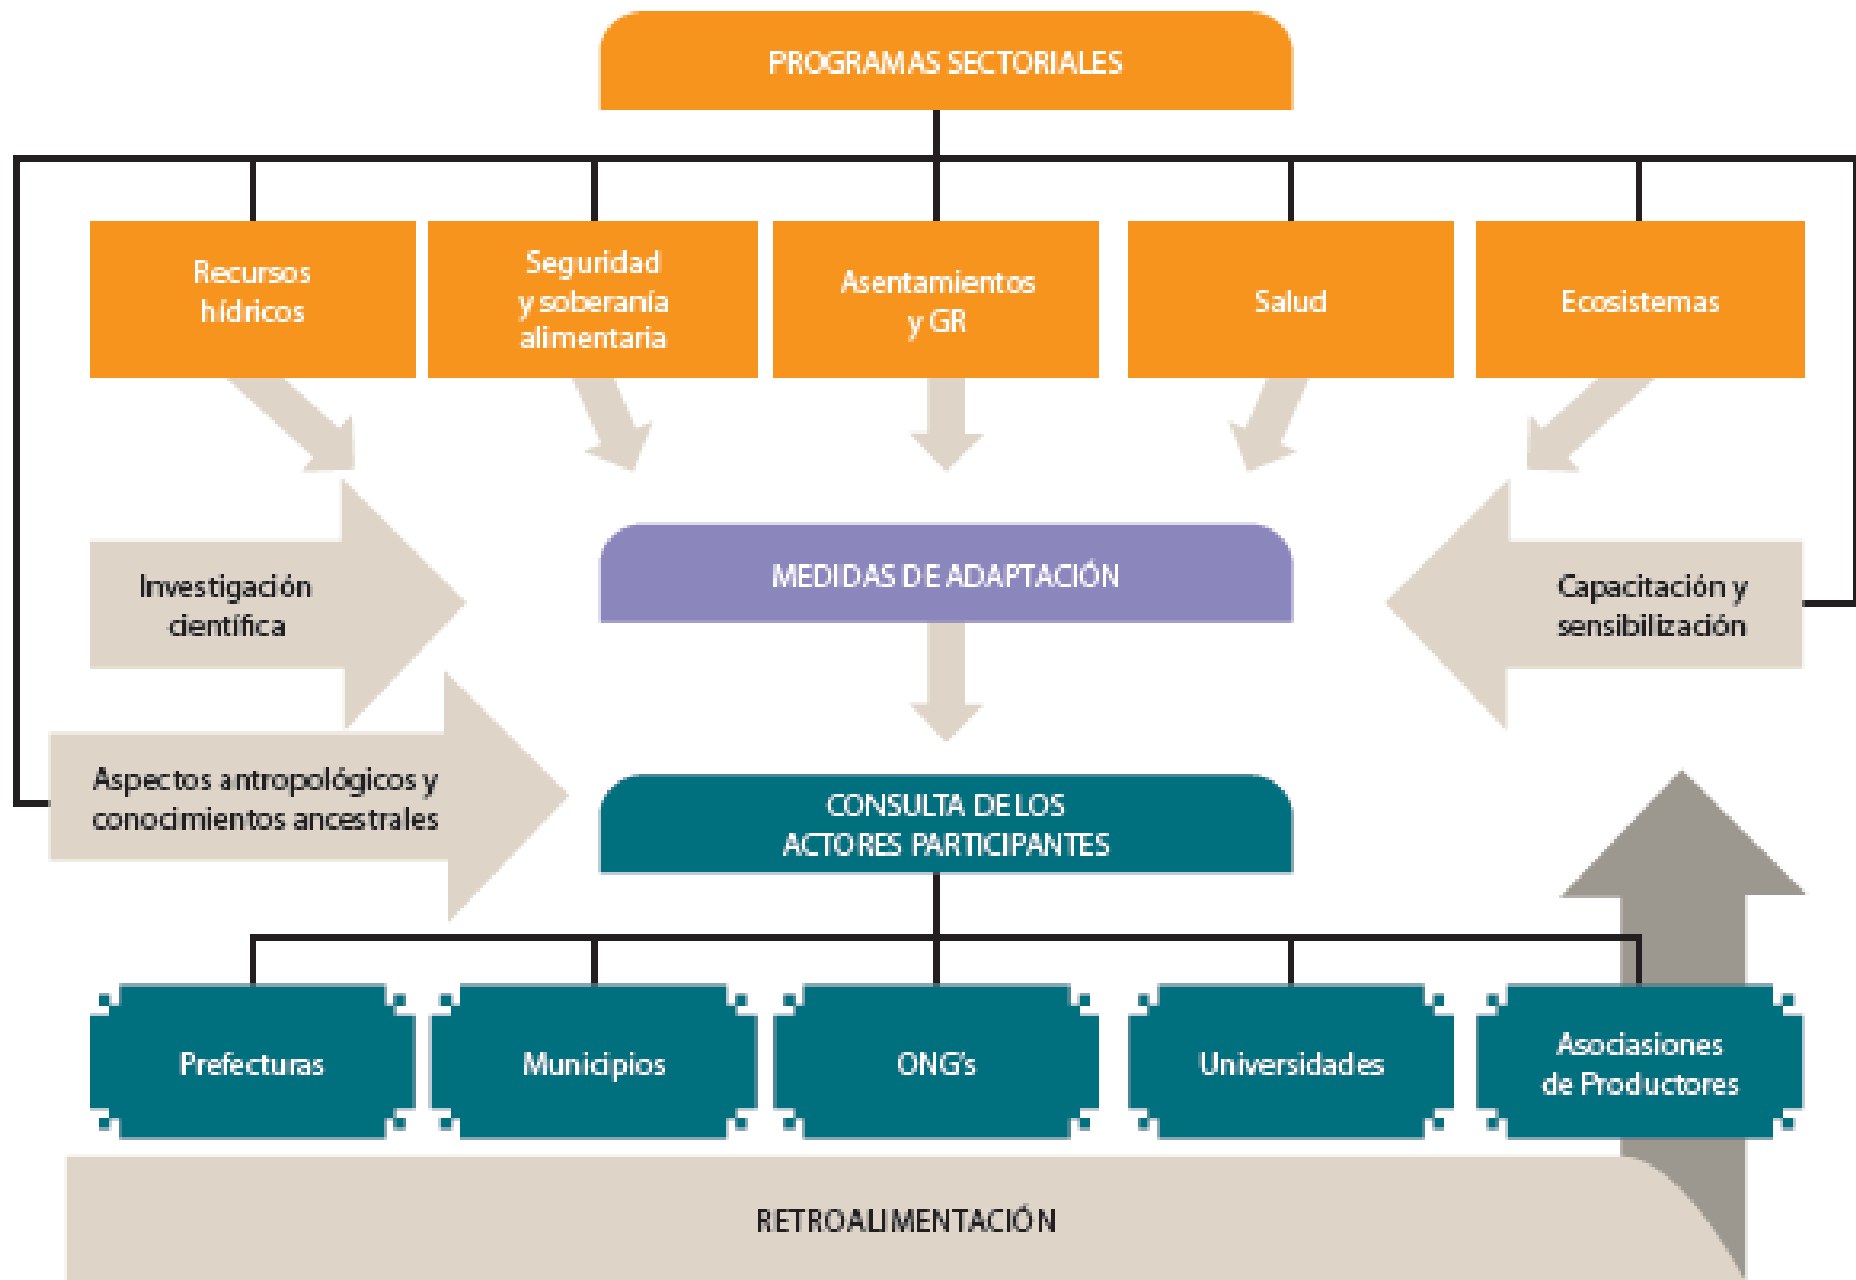 PROGRAMAS SECTORIALES
Recursos
hídricos
Seguridad
y soberanía
alimentaria
Asentamientos
y GR
Salud
Ecosistemas
Investigación
científica
MEDIDAS DE ADAPTACIÓN
Capacitación y
sensibilización
Aspectos antropológicos y
conocimientos ancestrales
CONSULTA DE LOS
ACTORES PARTICIPANTES
Prefecturas
Municipios
ONG's
Universidades
Asociasiones
de Productores
RETROALIMENTACIÓN